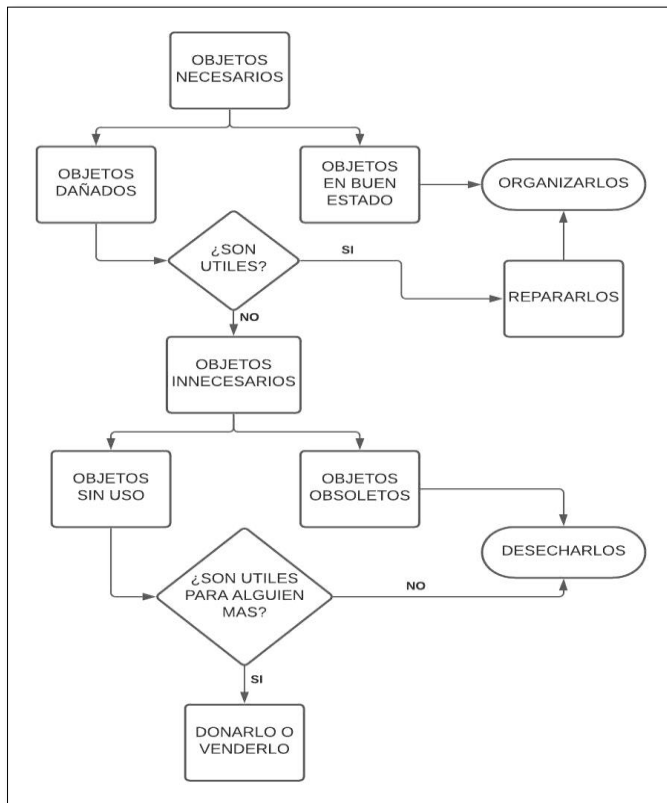 OBJETOS
NECESARIOS
OBJETOS
DAÑADOS
OBJETOS
EN BUEN
ESTADO
ORGANIZARLOS
¿SON
UTILES?
SI
REPARARLOS
NO
OBJETOS
INNECESARIOS
OBJETOS
SIN USO
OBJETOS
OBSOLETOS
DESECHARLOS
¿SON UTILES
PARA ALGUIEN
MAS?
NO
SI
DONARLO O
VENDERLO